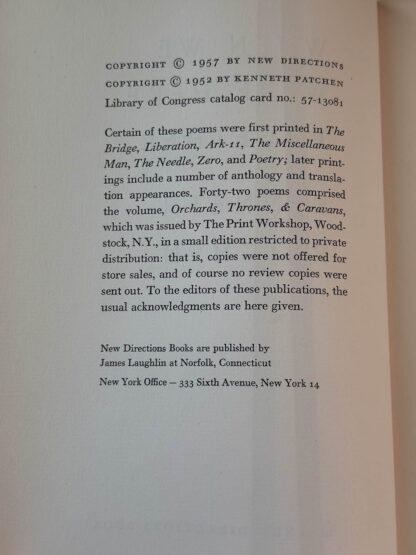 COPYRIGHT © 1957 BY NEW DIRECTIONS
COPYRIGHT © 1952 BY KENNETH PATCHEN
Library of Congress catalog card no.: 57-13081
Certain of these poems were first printed in The
Bridge, Liberation, Ark-11, The Miscellaneous
Man, The Needle, Zero, and Poetry; later print-
ings include a number of anthology and transla-
tion appearances. Forty-two poems comprised
the volume, Orchards, Thrones, & Caravans,
which was issued by The Print Workshop, Wood-
stock, N.Y., in a small edition restricted to private
distribution: that is, copies were not offered for
store sales, and of course no review copies were
sent out. To the editors of these publications, the
usual acknowledgments are here given.
New Directions Books are published by
James Laughlin at Norfolk, Connecticut
New York Office – 333 Sixth Avenue, New York 14